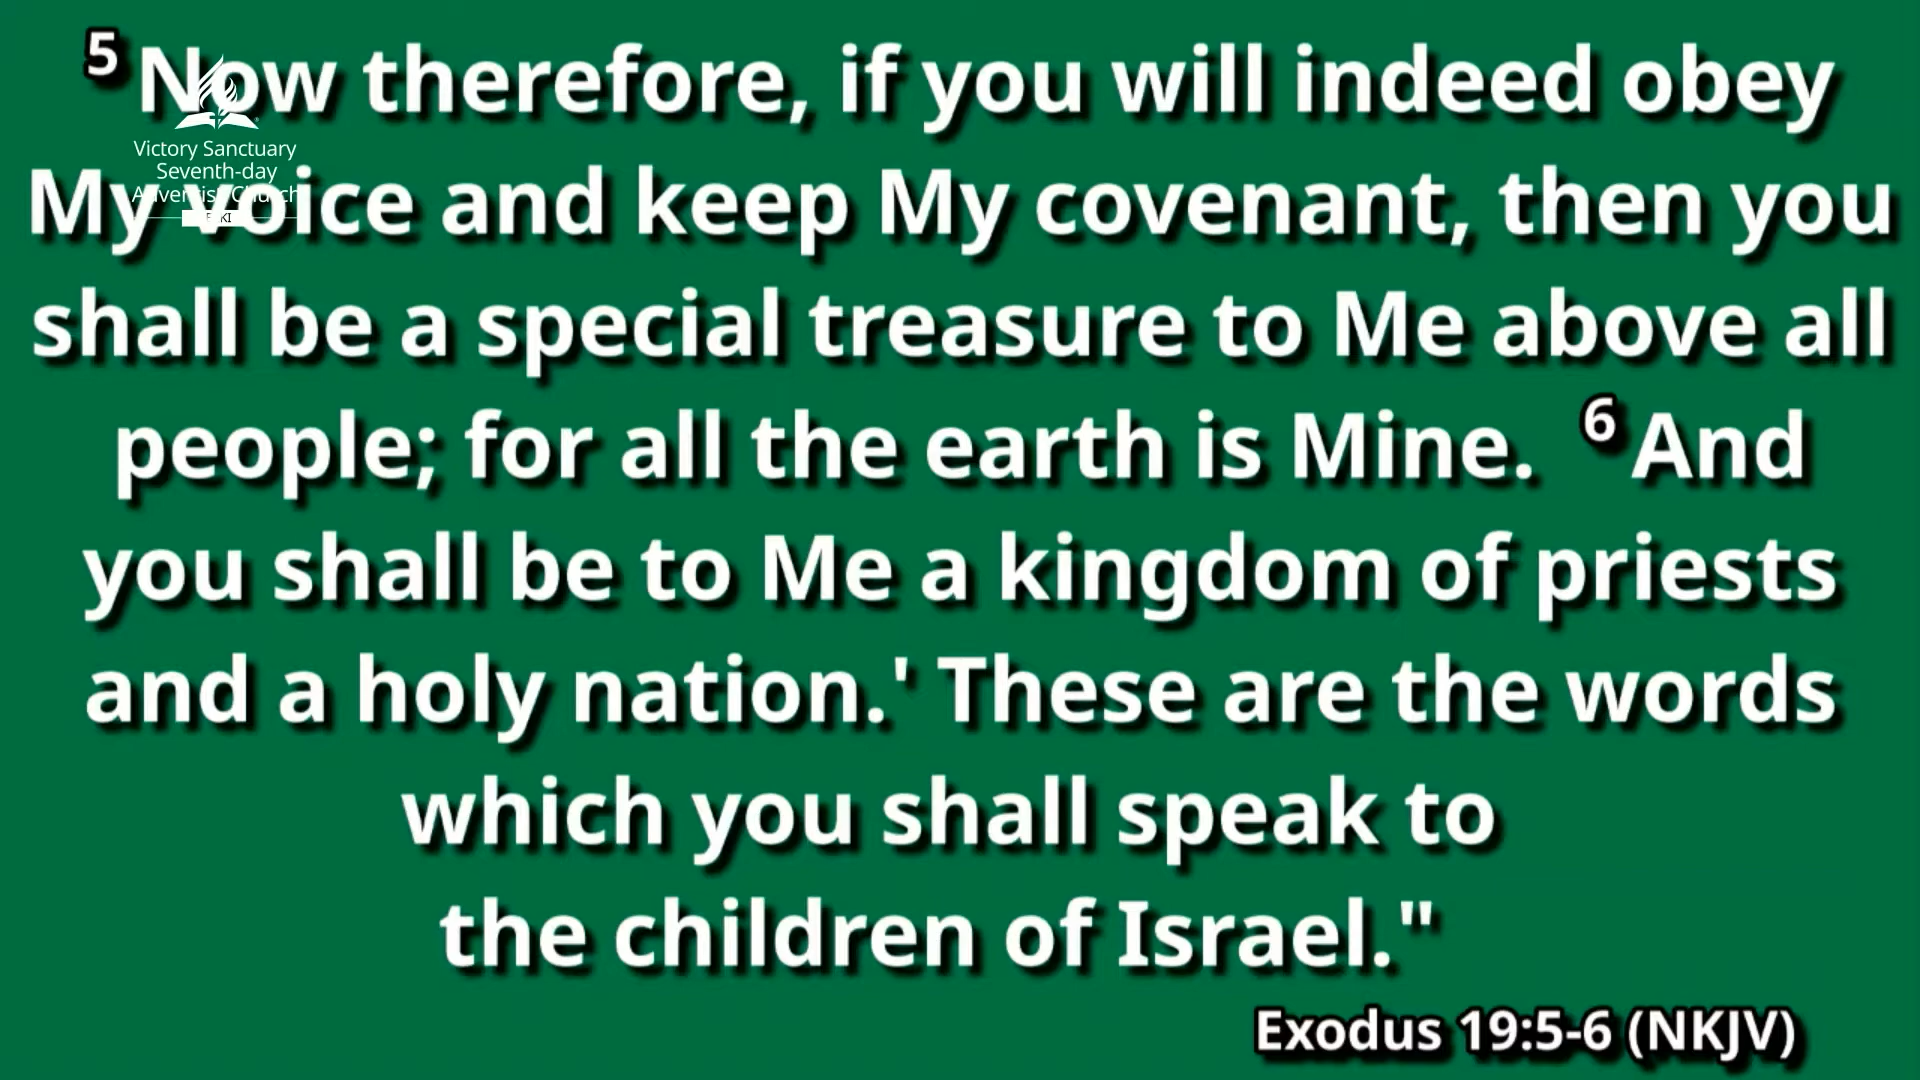 5 Now therefore, if you will indeed obey
My voice and keep My covenant, then you
shall be a special treasure to Me above all
people; for all the earth is Mine. 6 And
you shall be to Me a kingdom of priests
and a holy nation.' These are the words
which you shall speak to
the children of Israel."
Exodus 19:5-6 (NKJV)
Victory Sanctuary
Seventh-day
Adventist Church